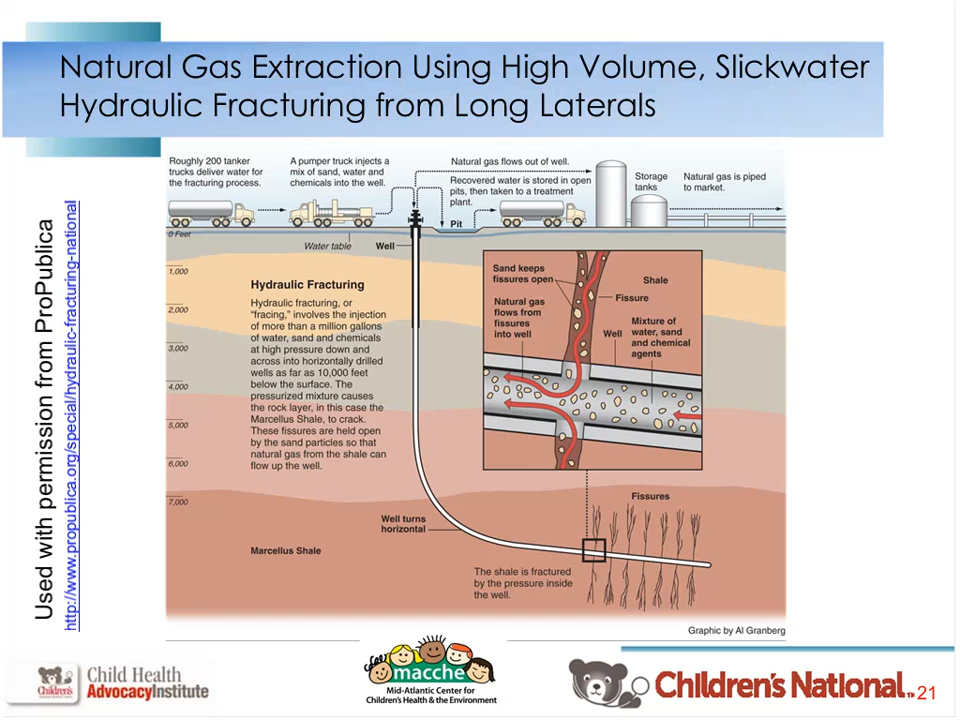 Natural Gas Extraction Using High Volume, Slickwater
Hydraulic Fracturing from Long Laterals
Used with permission from ProPublica
http://www.propublica.org/special/hydraulic-fracturing-national
Roughly 200 tanker
trucks deliver water for
the fracturing process.
A pumper truck injects a
mix of sand, water and
chemicals into the well.
Natural gas flows out of well.
Recovered water is stored in open
pits, then taken to a treatment
plant.
Storage
tanks
Natural gas is piped
to market.
Pit
0 Feet
Water table
Well
1,000
2,000
3,000
4,000
5,000
6,000
7,000
Hydraulic Fracturing
Hydraulic fracturing, or
“fracing,” involves the injection
of more than a million gallons
of water, sand and chemicals
at high pressure down and
across into horizontally drilled
wells as far as 10,000 feet
below the surface. The
pressurized mixture causes
the rock layer, in this case the
Marcellus Shale, to crack.
These fissures are held open
by the sand particles so that
natural gas from the shale can
flow up the well.
Sand keeps
fissures open
Shale
Fissure
Natural gas
flows from
fissures
into well
Well
Mixture of
water, sand
and chemical
agents
Fissures
Well turns
horizontal
Marcellus Shale
The shale is fractured
by the pressure inside
the well.
Graphic by Al Granberg
Children's
Child Health
AdvocacyInstitute
macche
Mid-Atlantic Center for
Children's Health & the Environment
Children's National™
21